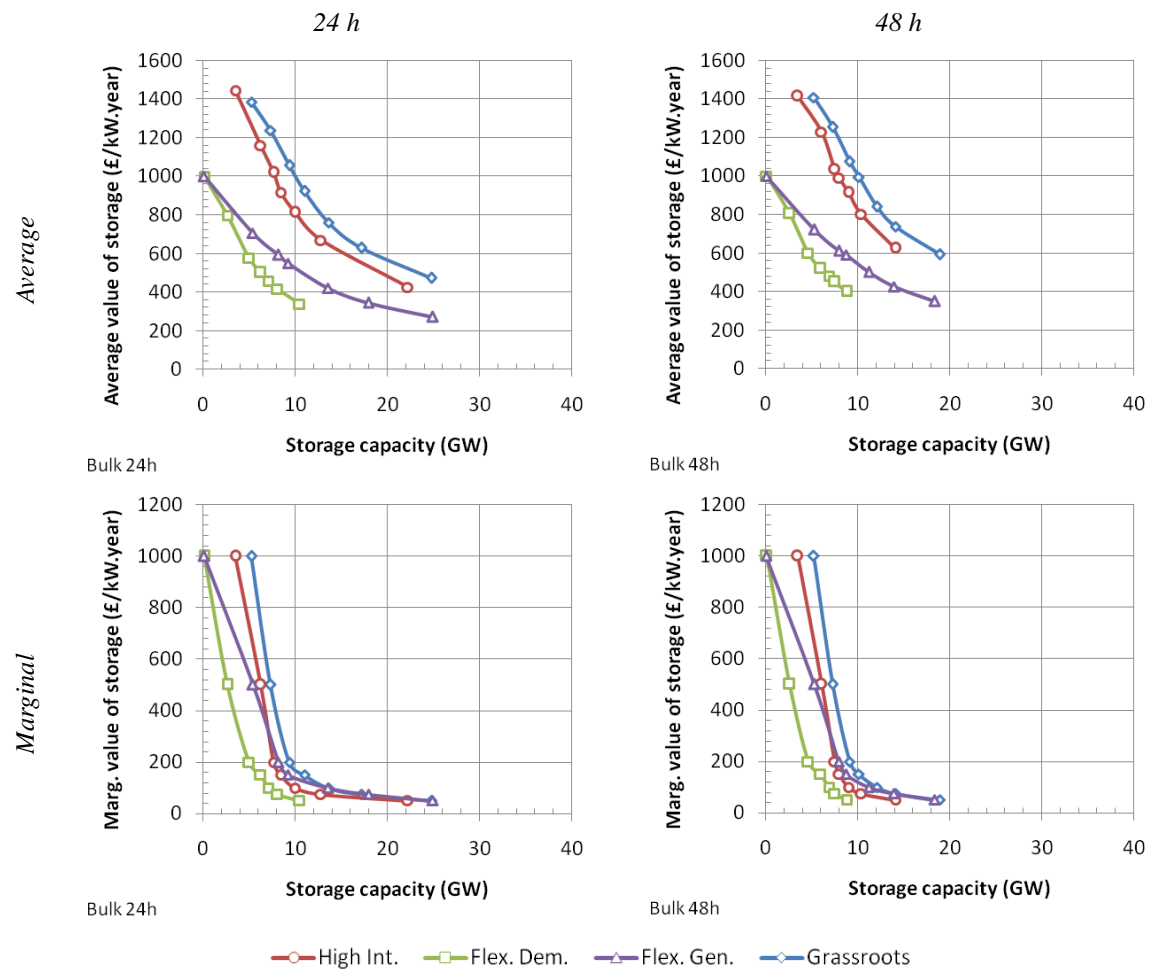 24 h
48 h
Average
Average value of storage (£/kW.year)
1600
1400
1200
1000
800
600
400
200
0
0 10 20 30 40
Storage capacity (GW)
Bulk 24h
Average value of storage (£/kW.year)
1600
1400
1200
1000
800
600
400
200
0
0 10 20 30 40
Storage capacity (GW)
Bulk 48h
Marginal
Marg. value of storage (£/kW.year)
1200
1000
800
600
400
200
0
0 10 20 30 40
Storage capacity (GW)
Bulk 24h
Marg. value of storage (£/kW.year)
1200
1000
800
600
400
200
0
0 10 20 30 40
Storage capacity (GW)
Bulk 48h
High Int. Flex. Dem. Flex. Gen. Grassroots